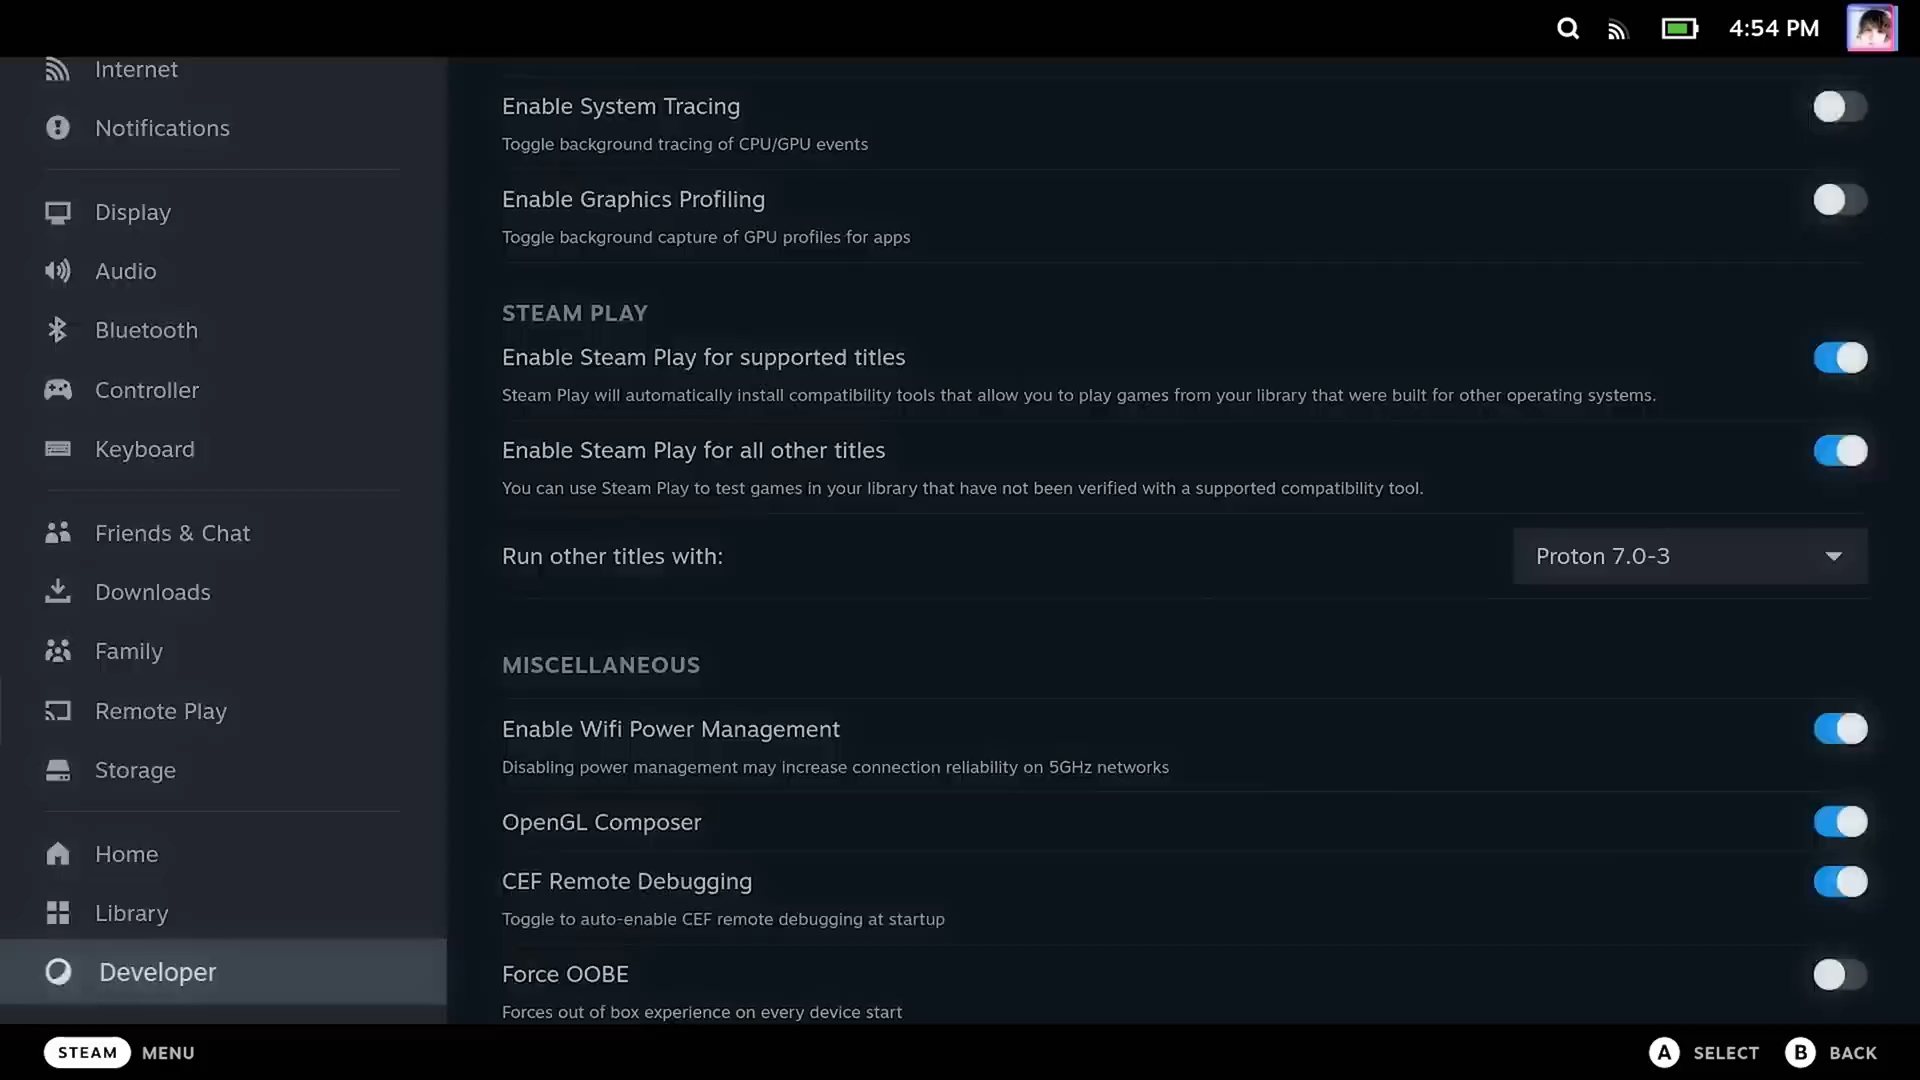 4:54 PM
Internet
Notifications
Display
Audio
Bluetooth
Controller
Keyboard
Friends & Chat
Downloads
Family
Remote Play
Storage
Home
Library
Developer
Enable System Tracing
Toggle background tracing of CPU/GPU events
Enable Graphics Profiling
Toggle background capture of GPU profiles for apps
STEAM PLAY
Enable Steam Play for supported titles
Steam Play will automatically install compatibility tools that allow you to play games from your library that were built for other operating systems.
Enable Steam Play for all other titles
You can use Steam Play to test games in your library that have not been verified with a supported compatibility tool.
Run other titles with:
Proton 7.0-3
MISCELLANEOUS
Enable Wifi Power Management
Disabling power management may increase connection reliability on 5GHz networks
OpenGL Composer
CEF Remote Debugging
Toggle to auto-enable CEF remote debugging at startup
Force OOBE
Forces out of box experience on every device start
STEAM MENU
A SELECT B BACK